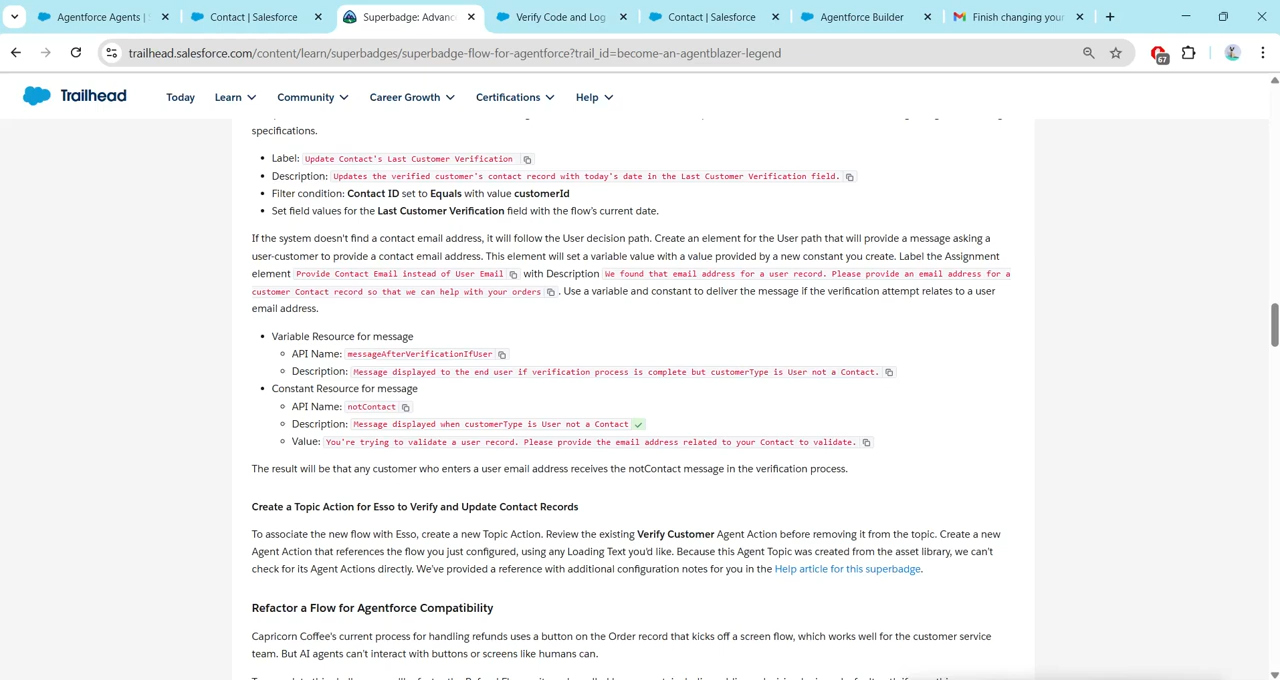 Agentforce Agents |
Contact | Salesforce
Superbadge: Advanc
Verify Code and Log
Contact | Salesforce
Agentforce Builder
Finish changing your
trailhead.salesforce.com/content/learn/superbadges/superbadge-flow-for-agentforce?trail_id=become-an-agentblazer-legend
67
Trailhead
Today
Learn
Community
Career Growth
Certifications
Help
specifications.
Label: Update Contact's Last Customer Verification
Description: Updates the verified customer's contact record with today's date in the Last Customer Verification field.
Filter condition: Contact ID set to Equals with value customerId
Set field values for the Last Customer Verification field with the flow's current date.
If the system doesn't find a contact email address, it will follow the User decision path. Create an element for the User path that will provide a message asking a
user-customer to provide a contact email address. This element will set a variable value with a value provided by a new constant you create. Label the Assignment
element Provide Contact Email instead of User Email with Description We found that email address for a user record. Please provide an email address for a
customer Contact record so that we can help with your orders . Use a variable and constant to deliver the message if the verification attempt relates to a user
email address.
Variable Resource for message
API Name: messageAfterVerificationIfUser
Description: Message displayed to the end user if verification process is complete but customerType is User not a Contact.
Constant Resource for message
API Name: notContact
Description: Message displayed when customerType is User not a Contact
Value: You're trying to validate a user record. Please provide the email address related to your Contact to validate.
The result will be that any customer who enters a user email address receives the notContact message in the verification process.
Create a Topic Action for Esso to Verify and Update Contact Records
To associate the new flow with Esso, create a new Topic Action. Review the existing Verify Customer Agent Action before removing it from the topic. Create a new
Agent Action that references the flow you just configured, using any Loading Text you'd like. Because this Agent Topic was created from the asset library, we can't
check for its Agent Actions directly. We've provided a reference with additional configuration notes for you in the Help article for this superbadge.
Refactor a Flow for Agentforce Compatibility
Capricorn Coffee's current process for handling refunds uses a button on the Order record that kicks off a screen flow, which works well for the customer service
team. But AI agents can't interact with buttons or screens like humans can.